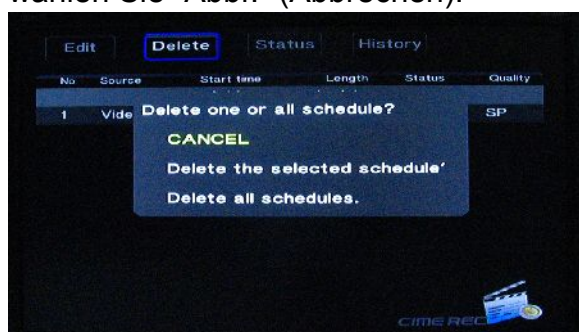 wählen Sie "Abbr." (Abbrechen).
Edit Delete Status History
No Source Start time Length Status Quality
1 Vide SP
Delete one or all schedule?
CANCEL
Delete the selected schedule'
Delete all schedules.
CIME REC